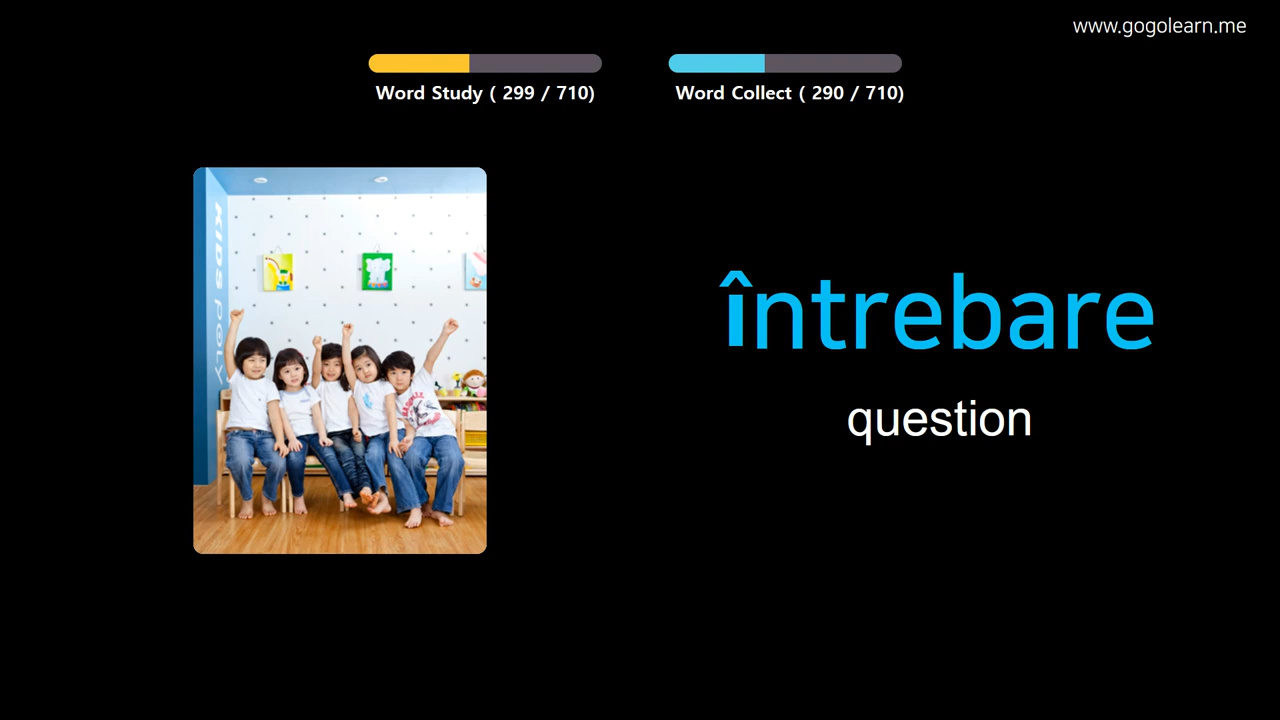 www.gogolearn.me
Word Study ( 299 / 710)
Word Collect ( 290 / 710)
KIDS POLY
întrebare
question